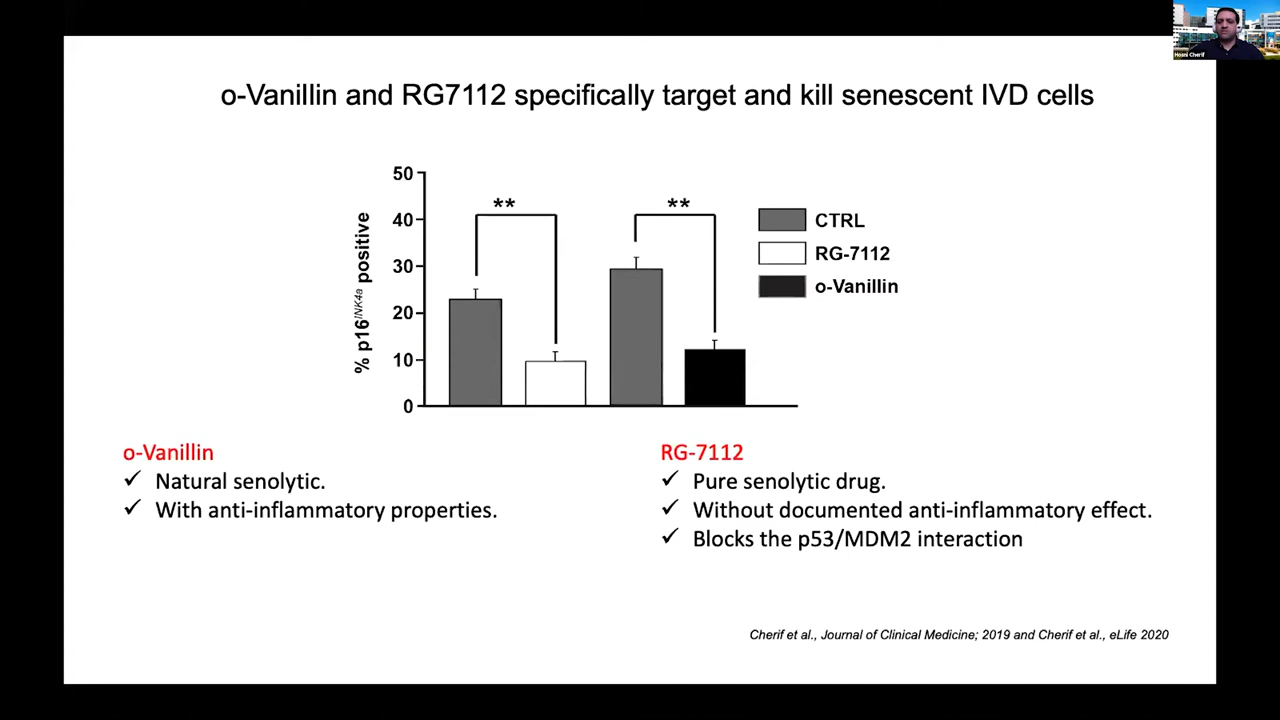 Hosni Cherif
o-Vanillin and RG7112 specifically target and kill senescent IVD cells
% p16INK4a positive
50
40
30
20
10
0
**
**
CTRL
RG-7112
o-Vanillin
o-Vanillin
✓ Natural senolytic.
✓ With anti-inflammatory properties.
RG-7112
✓ Pure senolytic drug.
✓ Without documented anti-inflammatory effect.
✓ Blocks the p53/MDM2 interaction
Cherif et al., Journal of Clinical Medicine; 2019 and Cherif et al., eLife 2020